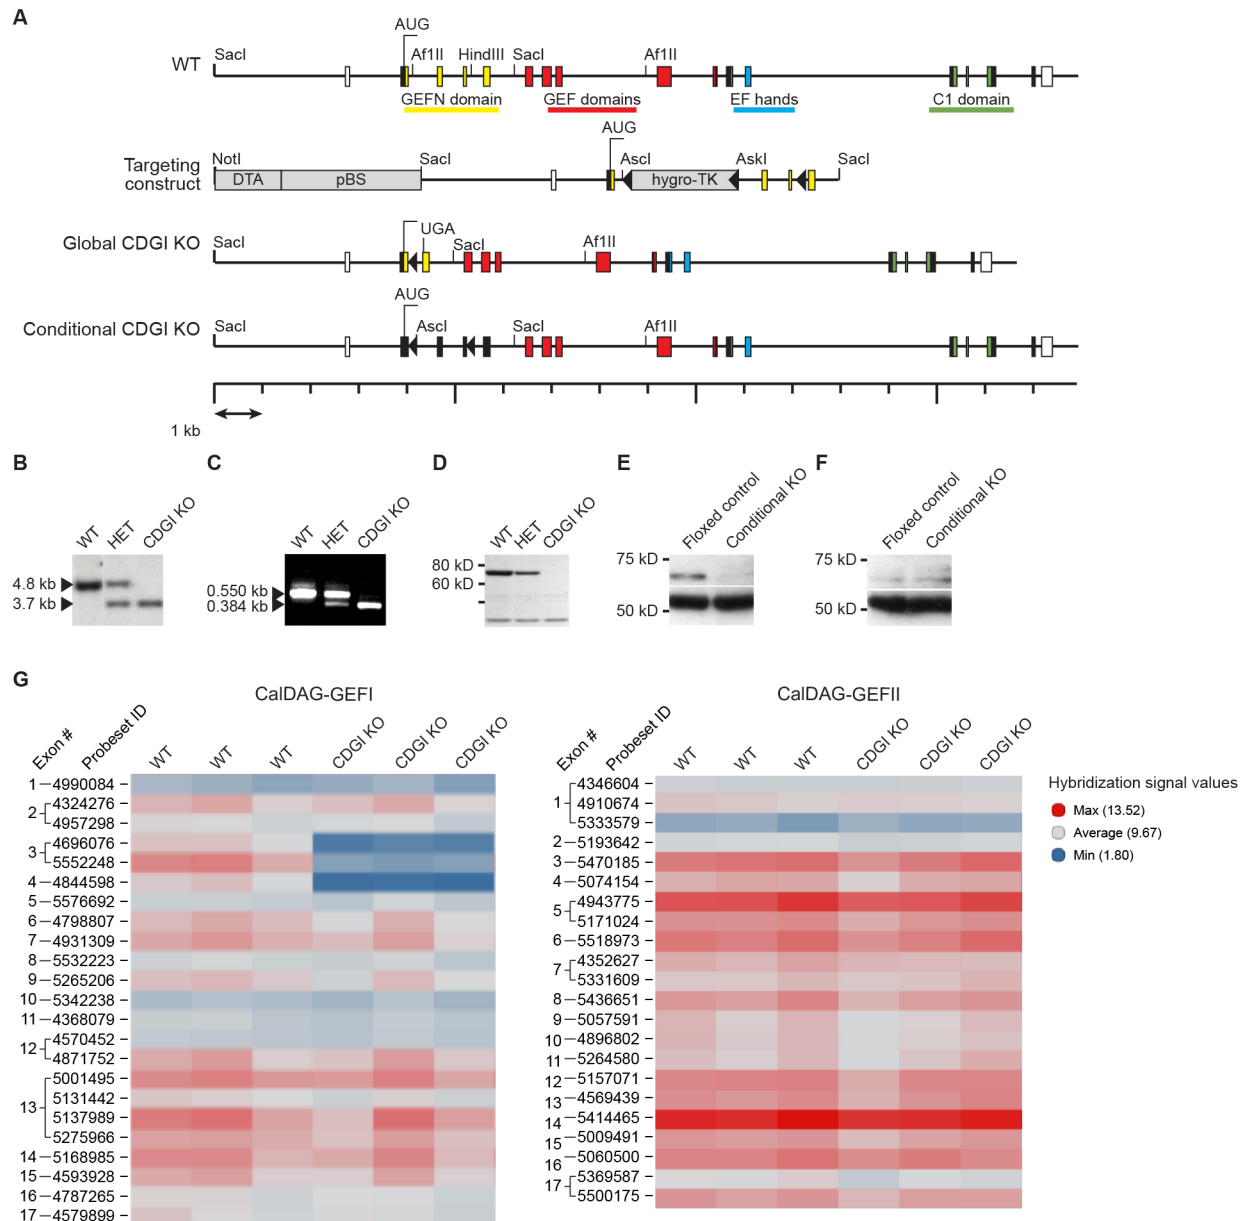 A
AUG
SacI Af1II HindIII SacI Af1II
WT
GEFN domain GEF domains EF hands C1 domain
AUG
NotI SacI AscI AskI SacI
Targeting construct
DTA pBS hygro-TK
Global CDGI KO SacI UGA SacI Af1II
AUG
Conditional CDGI KO SacI AscI SacI Af1II
1 kb
B
WT HET CDGI KO
4.8 kb
3.7 kb
C
WT HET CDGI KO
0.550 kb
0.384 kb
D
WT HET CDGI KO
80 kD
60 kD
E
Floxed control Conditional KO
75 kD
50 kD
F
Floxed control Conditional KO
75 kD
50 kD
G
CalDAG-GEFI
Exon # Probeset ID WT WT WT CDGI KO CDGI KO CDGI KO
1 4990084
2 4324276
4957298
3 4696076
5552248
4 4844598
5 5576692
6 4798807
7 4931309
8 5532223
9 5265206
10 5342238
11 4368079
12 4570452
4871752
13 5001495
5131442
5137989
5275966
14 5168985
15 4593928
16 4787265
17 4579899
CalDAG-GEFII
Exon # Probeset ID WT WT WT CDGI KO CDGI KO CDGI KO
1 4346604
4910674
5333579
2 5193642
3 5470185
4 5074154
5 4943775
5171024
6 5518973
7 4352627
5331609
8 5436651
9 5057591
10 4896802
11 5264580
12 5157071
13 4569439
14 5414465
15 5009491
16 5060500
17 5369587
5500175
Hybridization signal values
Max (13.52)
Average (9.67)
Min (1.80)